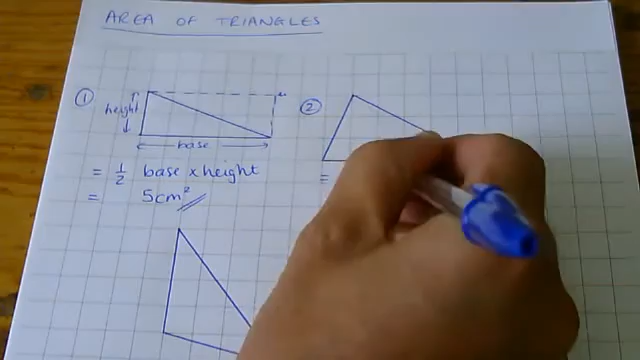 AREA OF TRIANGLES
①
height
base
= ½ base x height
= 5cm²
②
=